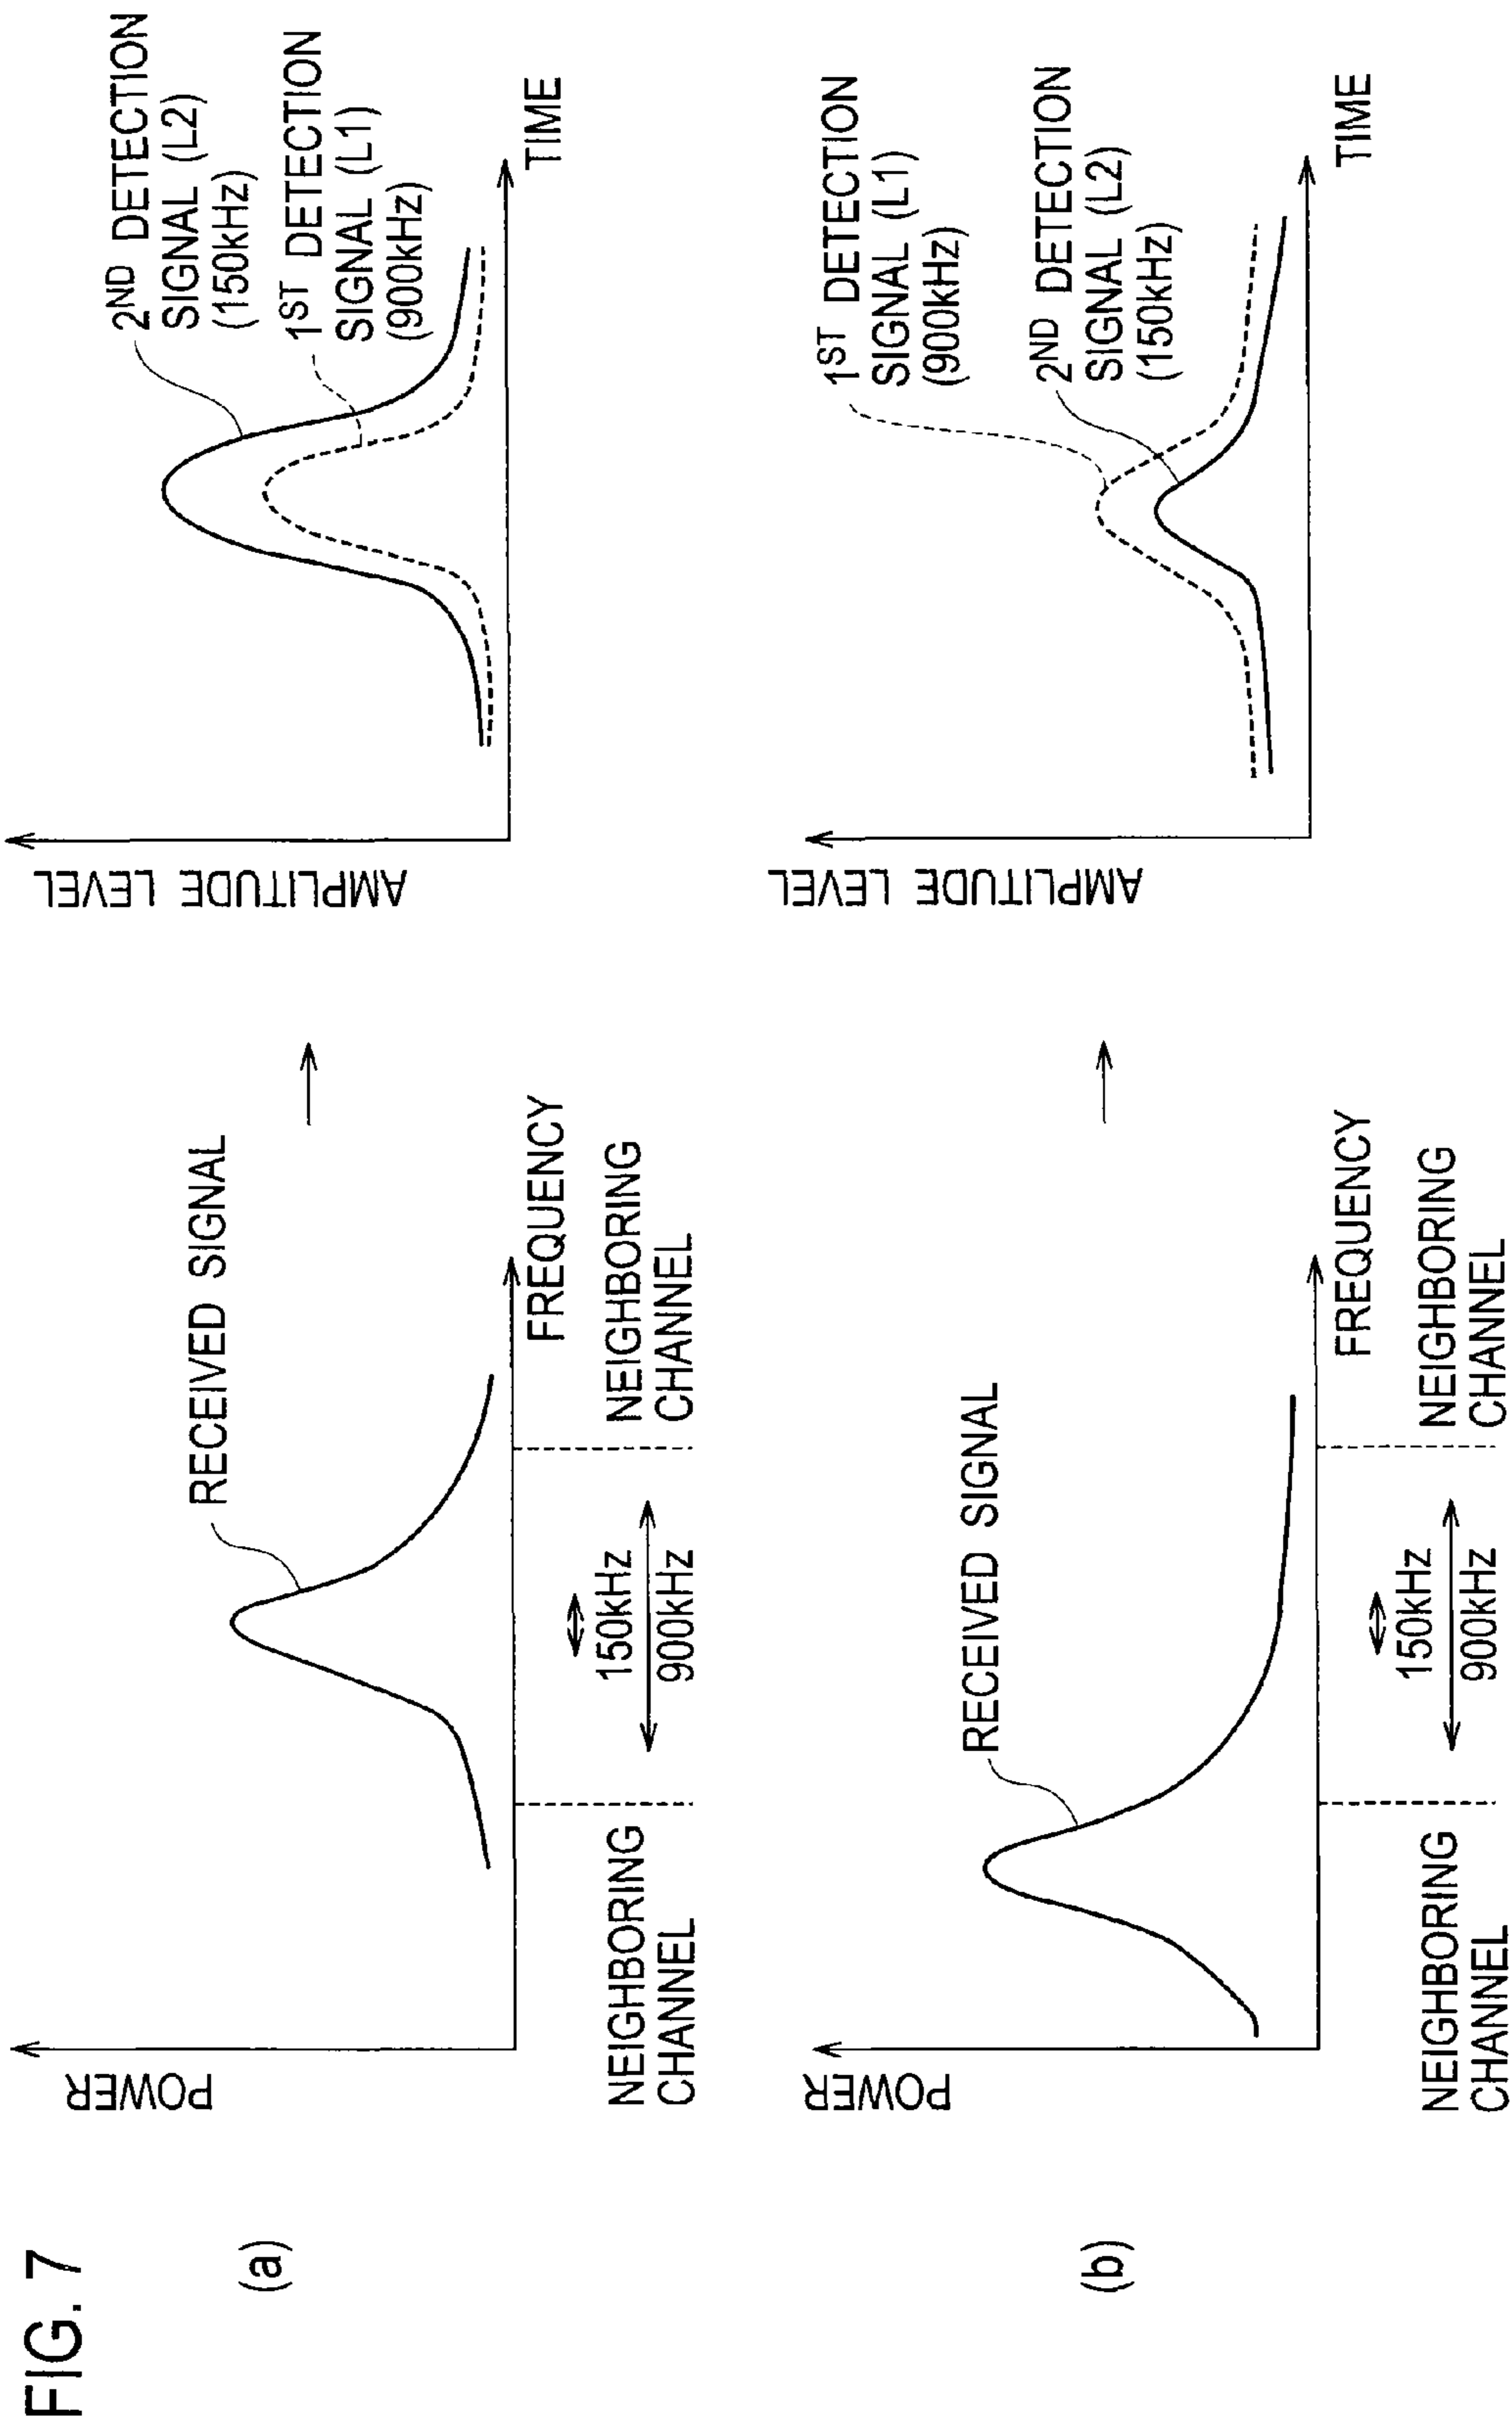 FIG. 7
(a)
POWER
RECEIVED SIGNAL
FREQUENCY
150kHz
900kHz
NEIGHBORING
CHANNEL
NEIGHBORING
CHANNEL
AMPLITUDE LEVEL
2ND DETECTION
SIGNAL (L2)
(150kHz)
1ST DETECTION
SIGNAL (L1)
(900kHz)
TIME
(b)
POWER
RECEIVED SIGNAL
FREQUENCY
150kHz
900kHz
NEIGHBORING
CHANNEL
NEIGHBORING
CHANNEL
AMPLITUDE LEVEL
1ST DETECTION
SIGNAL (L1)
(900kHz)
2ND DETECTION
SIGNAL (L2)
(150kHz)
TIME